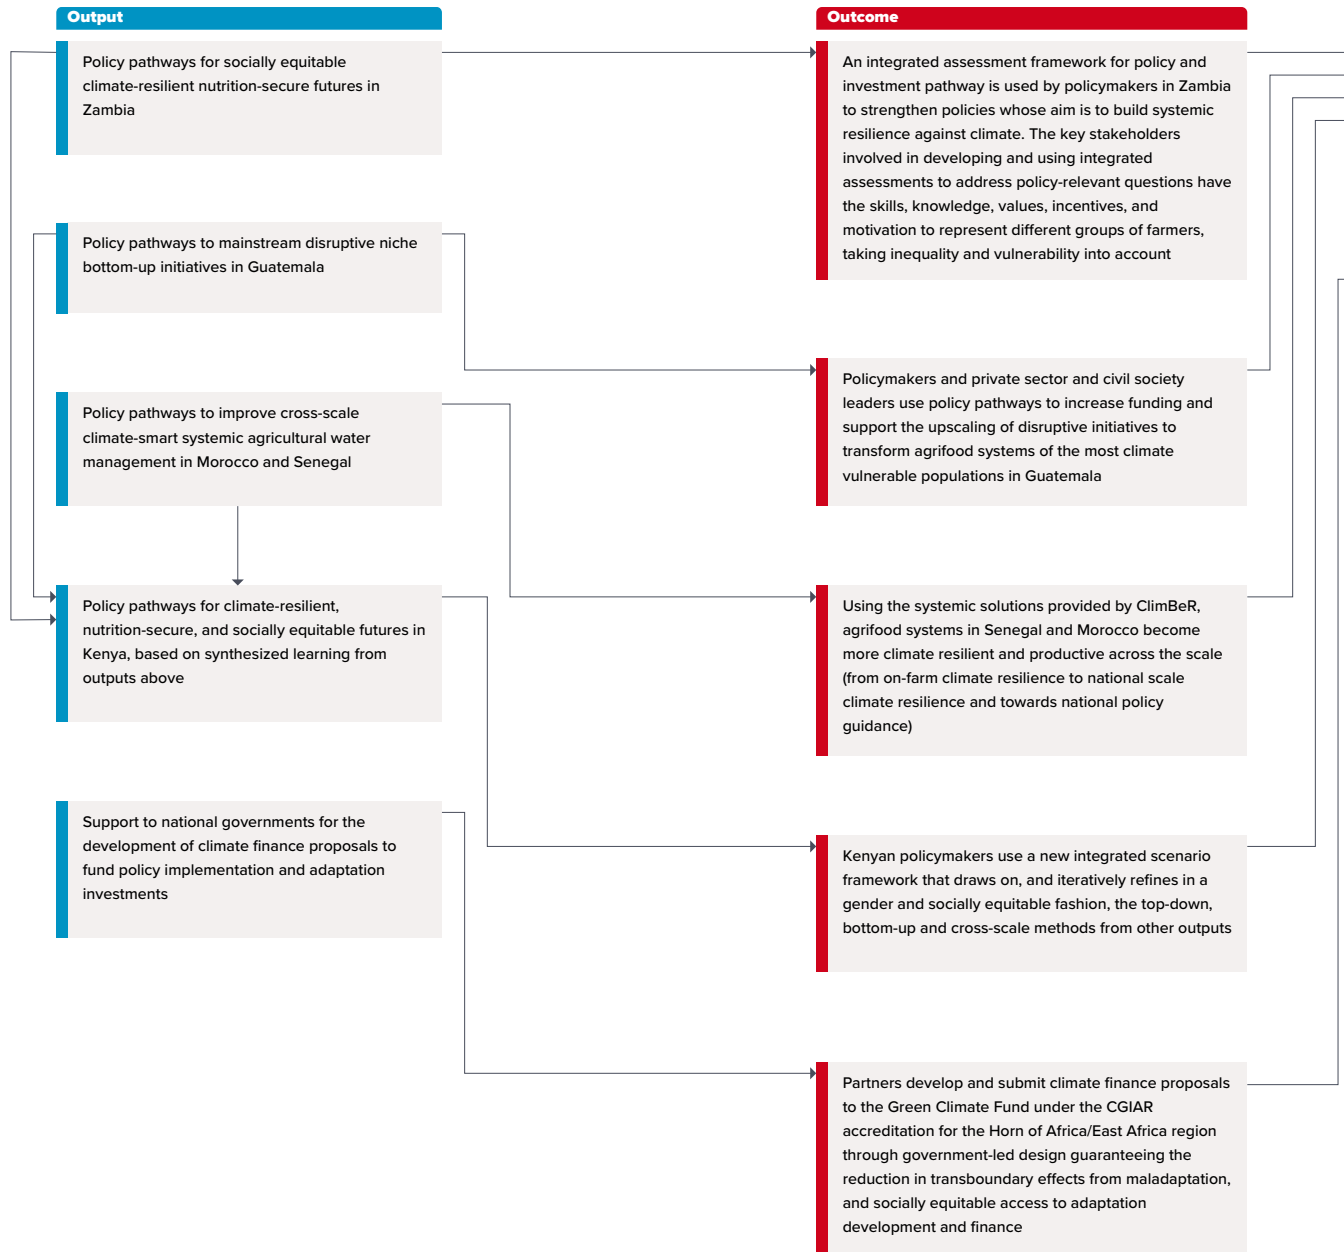 Output
Policy pathways for socially equitable
climate-resilient nutrition-secure futures in
Zambia
Policy pathways to mainstream disruptive niche
bottom-up initiatives in Guatemala
Policy pathways to improve cross-scale
climate-smart systemic agricultural water
management in Morocco and Senegal
Policy pathways for climate-resilient,
nutrition-secure, and socially equitable futures in
Kenya, based on synthesized learning from
outputs above
Support to national governments for the
development of climate finance proposals to
fund policy implementation and adaptation
investments
Outcome
An integrated assessment framework for policy and
investment pathway is used by policymakers in Zambia
to strengthen policies whose aim is to build systemic
resilience against climate. The key stakeholders
involved in developing and using integrated
assessments to address policy-relevant questions have
the skills, knowledge, values, incentives, and
motivation to represent different groups of farmers,
taking inequality and vulnerability into account
Policymakers and private sector and civil society
leaders use policy pathways to increase funding and
support the upscaling of disruptive initiatives to
transform agrifood systems of the most climate
vulnerable populations in Guatemala
Using the systemic solutions provided by ClimBeR,
agrifood systems in Senegal and Morocco become
more climate resilient and productive across the scale
(from on-farm climate resilience to national scale
climate resilience and towards national policy
guidance)
Kenyan policymakers use a new integrated scenario
framework that draws on, and iteratively refines in a
gender and socially equitable fashion, the top-down,
bottom-up and cross-scale methods from other outputs
Partners develop and submit climate finance proposals
to the Green Climate Fund under the CGIAR
accreditation for the Horn of Africa/East Africa region
through government-led design guaranteeing the
reduction in transboundary effects from maladaptation,
and socially equitable access to adaptation
development and finance